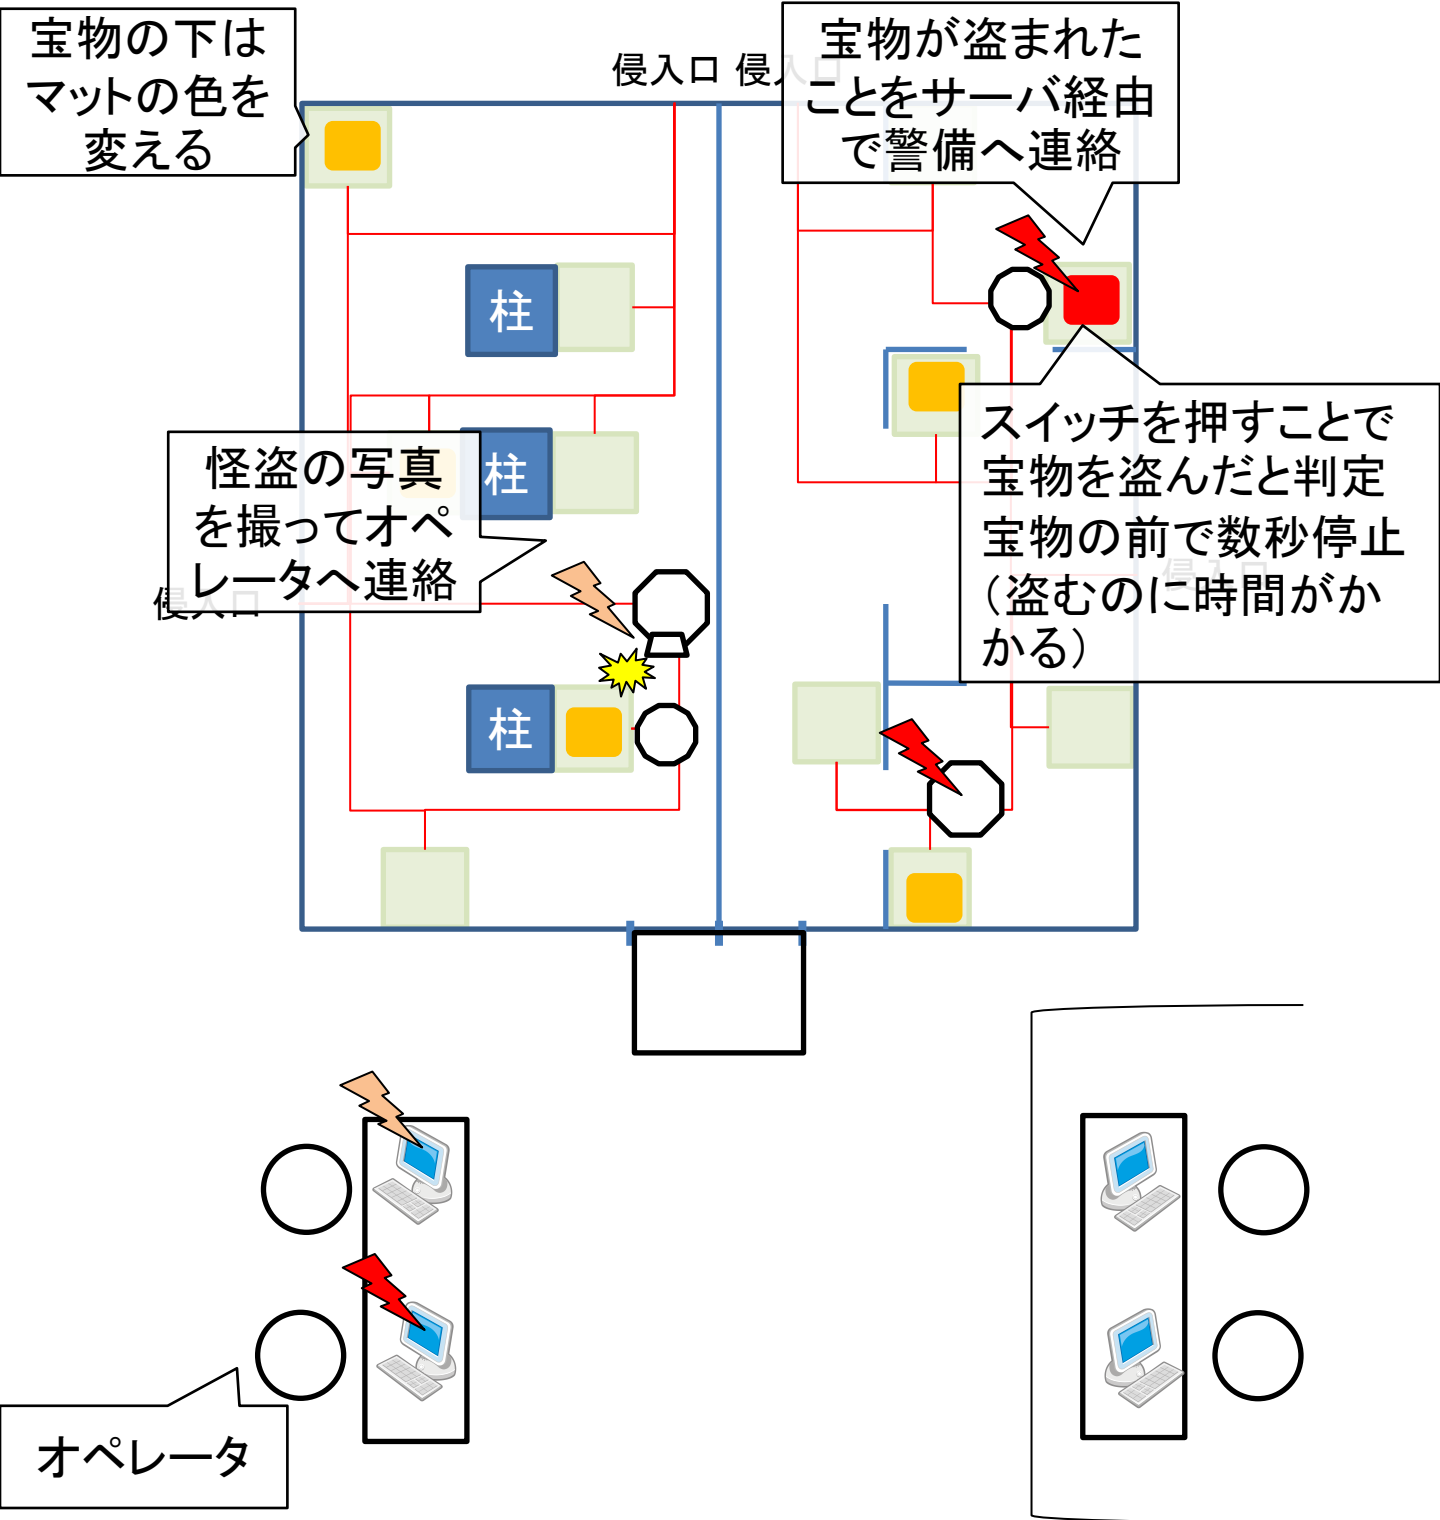 宝物の下は
マットの色を
変える
侵入口
侵入口
宝物が盗まれた
ことをサーバ経由
で警備へ連絡
柱
柱
怪盗の写真
を撮ってオペ
レータへ連絡
侵入口
スイッチを押すことで
宝物を盗んだと判定
宝物の前で数秒停止
（盗むのに時間がか
かる）
侵入口
柱
オペレータ